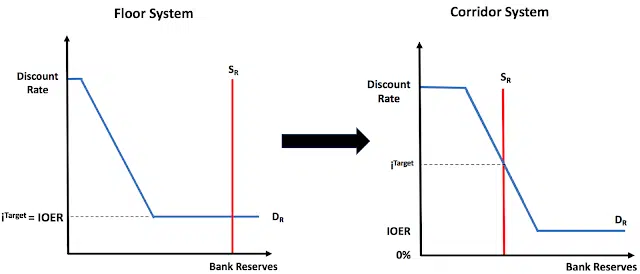 Floor System
Discount
Rate
S_R
i^Target = IOER
D_R
Bank Reserves
Corridor System
Discount
Rate
S_R
i^Target
D_R
IOER
0%
Bank Reserves